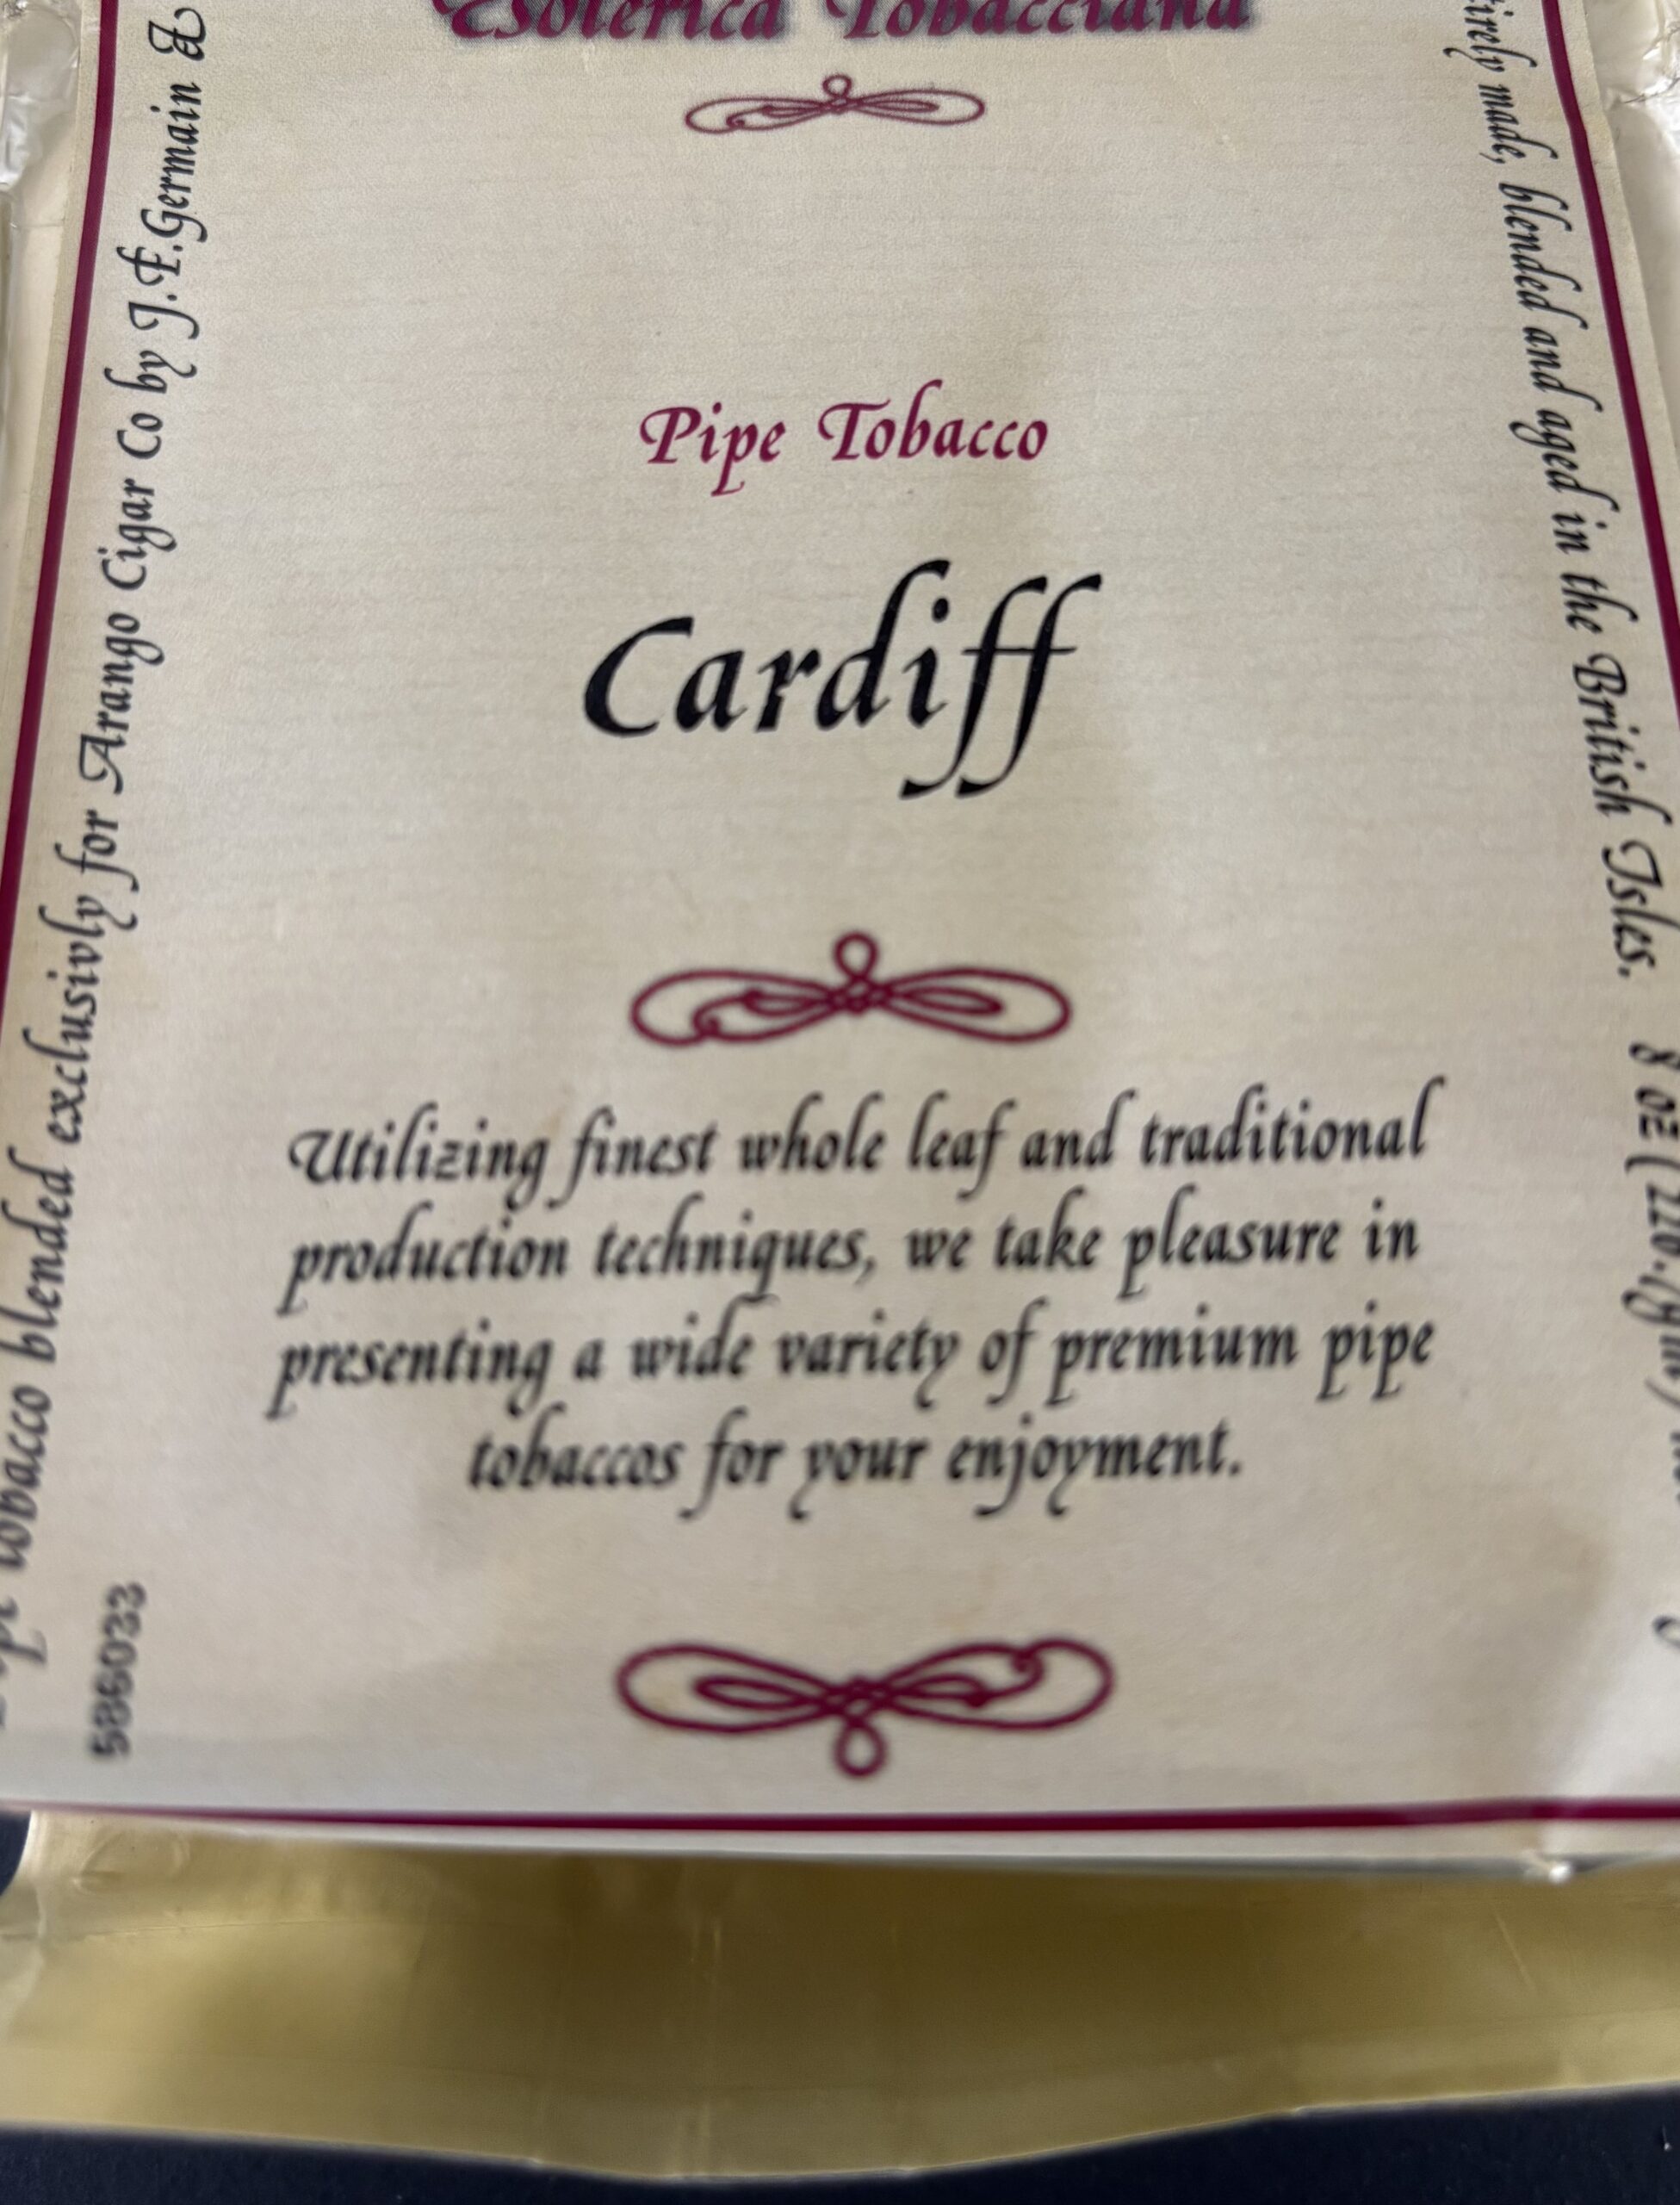 Esoterica Tobacciana
Pipe Tobacco
Cardiff
Utilizing finest whole leaf and traditional
production techniques, we take pleasure in
presenting a wide variety of premium pipe
tobaccos for your enjoyment.
tobacco blended exclusivly for Arango Cigar Co by J.F.Germain &
made, blended and aged in the British Isles. 8 oz
586033